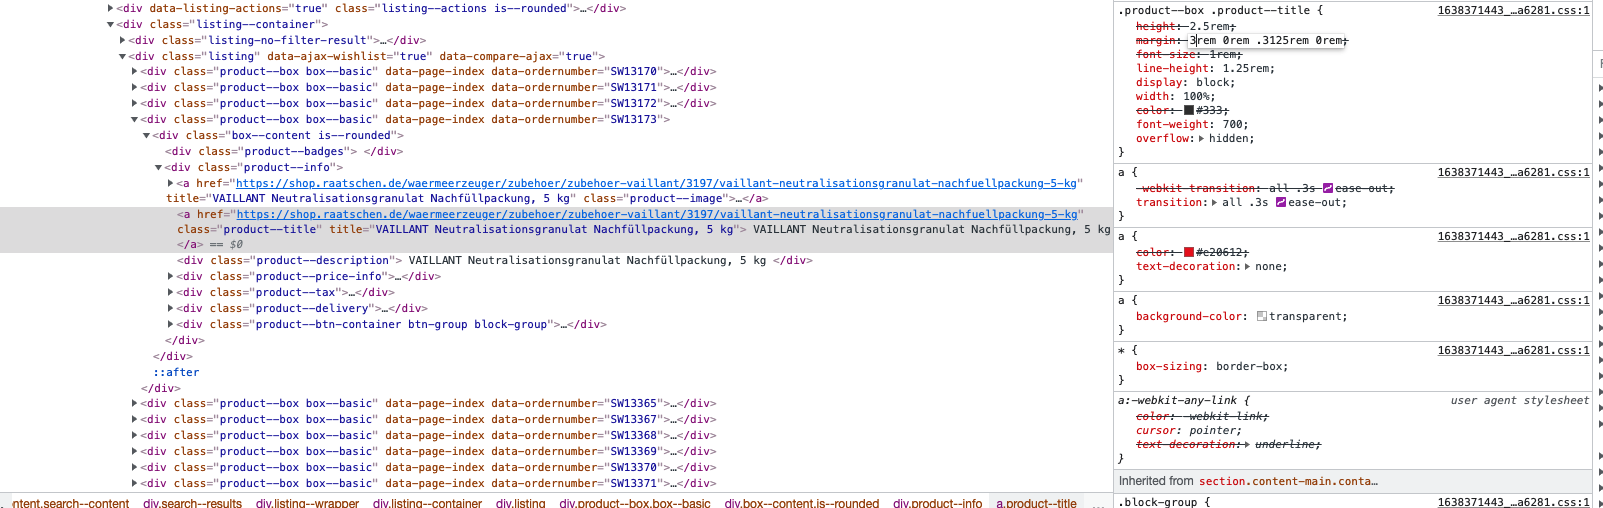 <div data-listing-actions="true" class="listing--actions is--rounded">…</div>
<div class="listing--container">
<div class="listing-no-filter-result">…</div>
<div class="listing" data-ajax-wishlist="true" data-compare-ajax="true">
<div class="product--box box--basic" data-page-index data-ordernumber="SW13170">…</div>
<div class="product--box box--basic" data-page-index data-ordernumber="SW13171">…</div>
<div class="product--box box--basic" data-page-index data-ordernumber="SW13172">…</div>
<div class="product--box box--basic" data-page-index data-ordernumber="SW13173">
<div class="box--content is--rounded">
<div class="product--badges"> </div>
<div class="product--info">
<a href="https://shop.raatschen.de/waermeerzeuger/zubehoer/zubehoer-vaillant/3197/vaillant-neutralisationsgranulat-nachfuellpackung-5-kg"
title="VAILLANT Neutralisationsgranulat Nachfüllpackung, 5 kg" class="product--image">…</a>
<a href="https://shop.raatschen.de/waermeerzeuger/zubehoer/zubehoer-vaillant/3197/vaillant-neutralisationsgranulat-nachfuellpackung-5-kg"
class="product--title" title="VAILLANT Neutralisationsgranulat Nachfüllpackung, 5 kg"> VAILLANT Neutralisationsgranulat Nachfüllpackung, 5 kg
</a> == $0
<div class="product--description"> VAILLANT Neutralisationsgranulat Nachfüllpackung, 5 kg </div>
<div class="product--price-info">…</div>
<div class="product--tax">…</div>
<div class="product--delivery">…</div>
<div class="product--btn-container btn-group block-group">…</div>
</div>
</div>
::after
</div>
<div class="product--box box--basic" data-page-index data-ordernumber="SW13365">…</div>
<div class="product--box box--basic" data-page-index data-ordernumber="SW13367">…</div>
<div class="product--box box--basic" data-page-index data-ordernumber="SW13368">…</div>
<div class="product--box box--basic" data-page-index data-ordernumber="SW13369">…</div>
<div class="product--box box--basic" data-page-index data-ordernumber="SW13370">…</div>
<div class="product--box box--basic" data-page-index data-ordernumber="SW13371">…</div>
ntent.search--content div.search--results div.listing--wrapper div.listing--container div.listing div.product--box.box--basic div.box--content.is--rounded div.product--info a.product--title …
.product--box .product--title { 1638371443_…a6281.css:1
height: 2.5rem;
margin: 3rem 0rem .3125rem 0rem;
font-size: 1rem;
line-height: 1.25rem;
display: block;
width: 100%;
color: #333;
font-weight: 700;
overflow: hidden;
}
a { 1638371443_…a6281.css:1
-webkit-transition: all .3s ease-out;
transition: all .3s ease-out;
}
a { 1638371443_…a6281.css:1
color: #e20612;
text-decoration: none;
}
a { 1638371443_…a6281.css:1
background-color: transparent;
}
* { 1638371443_…a6281.css:1
box-sizing: border-box;
}
a:-webkit-any-link { user agent stylesheet
color: -webkit-link;
cursor: pointer;
text-decoration: underline;
}
Inherited from section.content-main.conta…
.block-group { 1638371443_…a6281.css:1